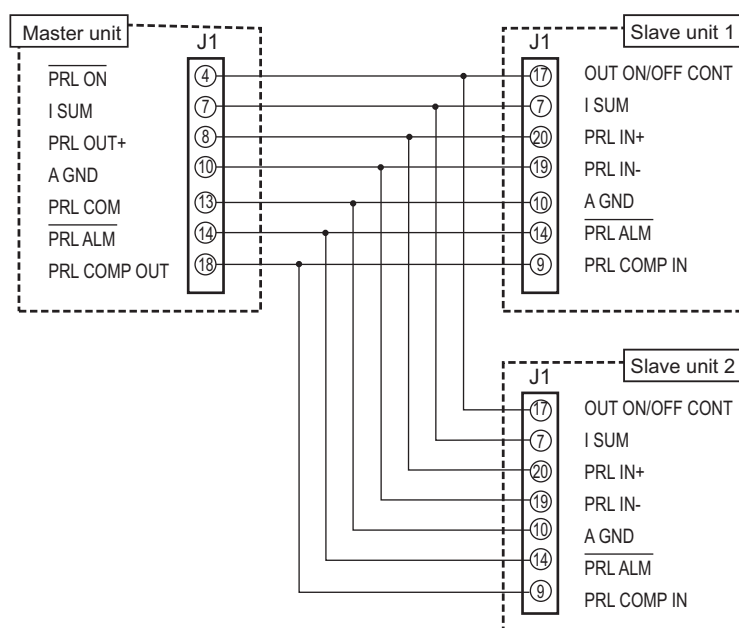 Master unit
J1
PRL ON
④
I SUM
⑦
PRL OUT+
⑧
A GND
⑩
PRL COM
⑬
PRL ALM
⑭
PRL COMP OUT
⑱
Slave unit 1
J1
⑰
OUT ON/OFF CONT
⑦
I SUM
⑳
PRL IN+
⑲
PRL IN-
⑩
A GND
⑭
PRL ALM
⑨
PRL COMP IN
Slave unit 2
J1
⑰
OUT ON/OFF CONT
⑦
I SUM
⑳
PRL IN+
⑲
PRL IN-
⑩
A GND
⑭
PRL ALM
⑨
PRL COMP IN